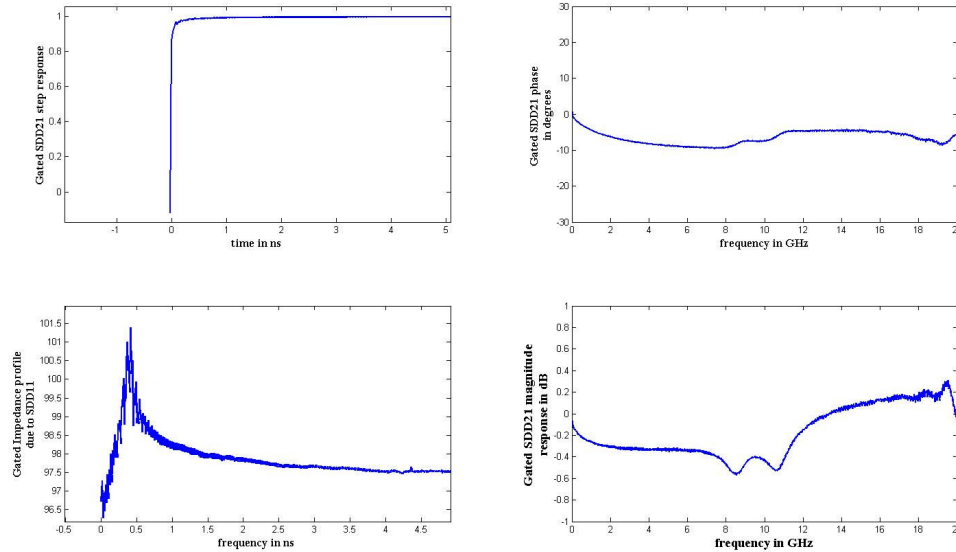 Gated SDD21 step response
1
0.8
0.6
0.4
0.2
0
-1 0 1 2 3 4 5
time in ns
Gated SDD21 phase
in degrees
30
20
10
0
-10
-20
-30
0 2 4 6 8 10 12 14 16 18 2
frequency in GHz
Gated Impedance profile
due to SDD11
101.5
101
100.5
100
99.5
99
98.5
98
97.5
97
96.5
-0.5 0 0.5 1 1.5 2 2.5 3 3.5 4 4.5
frequency in ns
Gated SDD21 magnitude
response in dB
1
0.8
0.6
0.4
0.2
0
-0.2
-0.4
-0.6
-0.8
-1
0 2 4 6 8 10 12 14 16 18 2
frequency in GHz